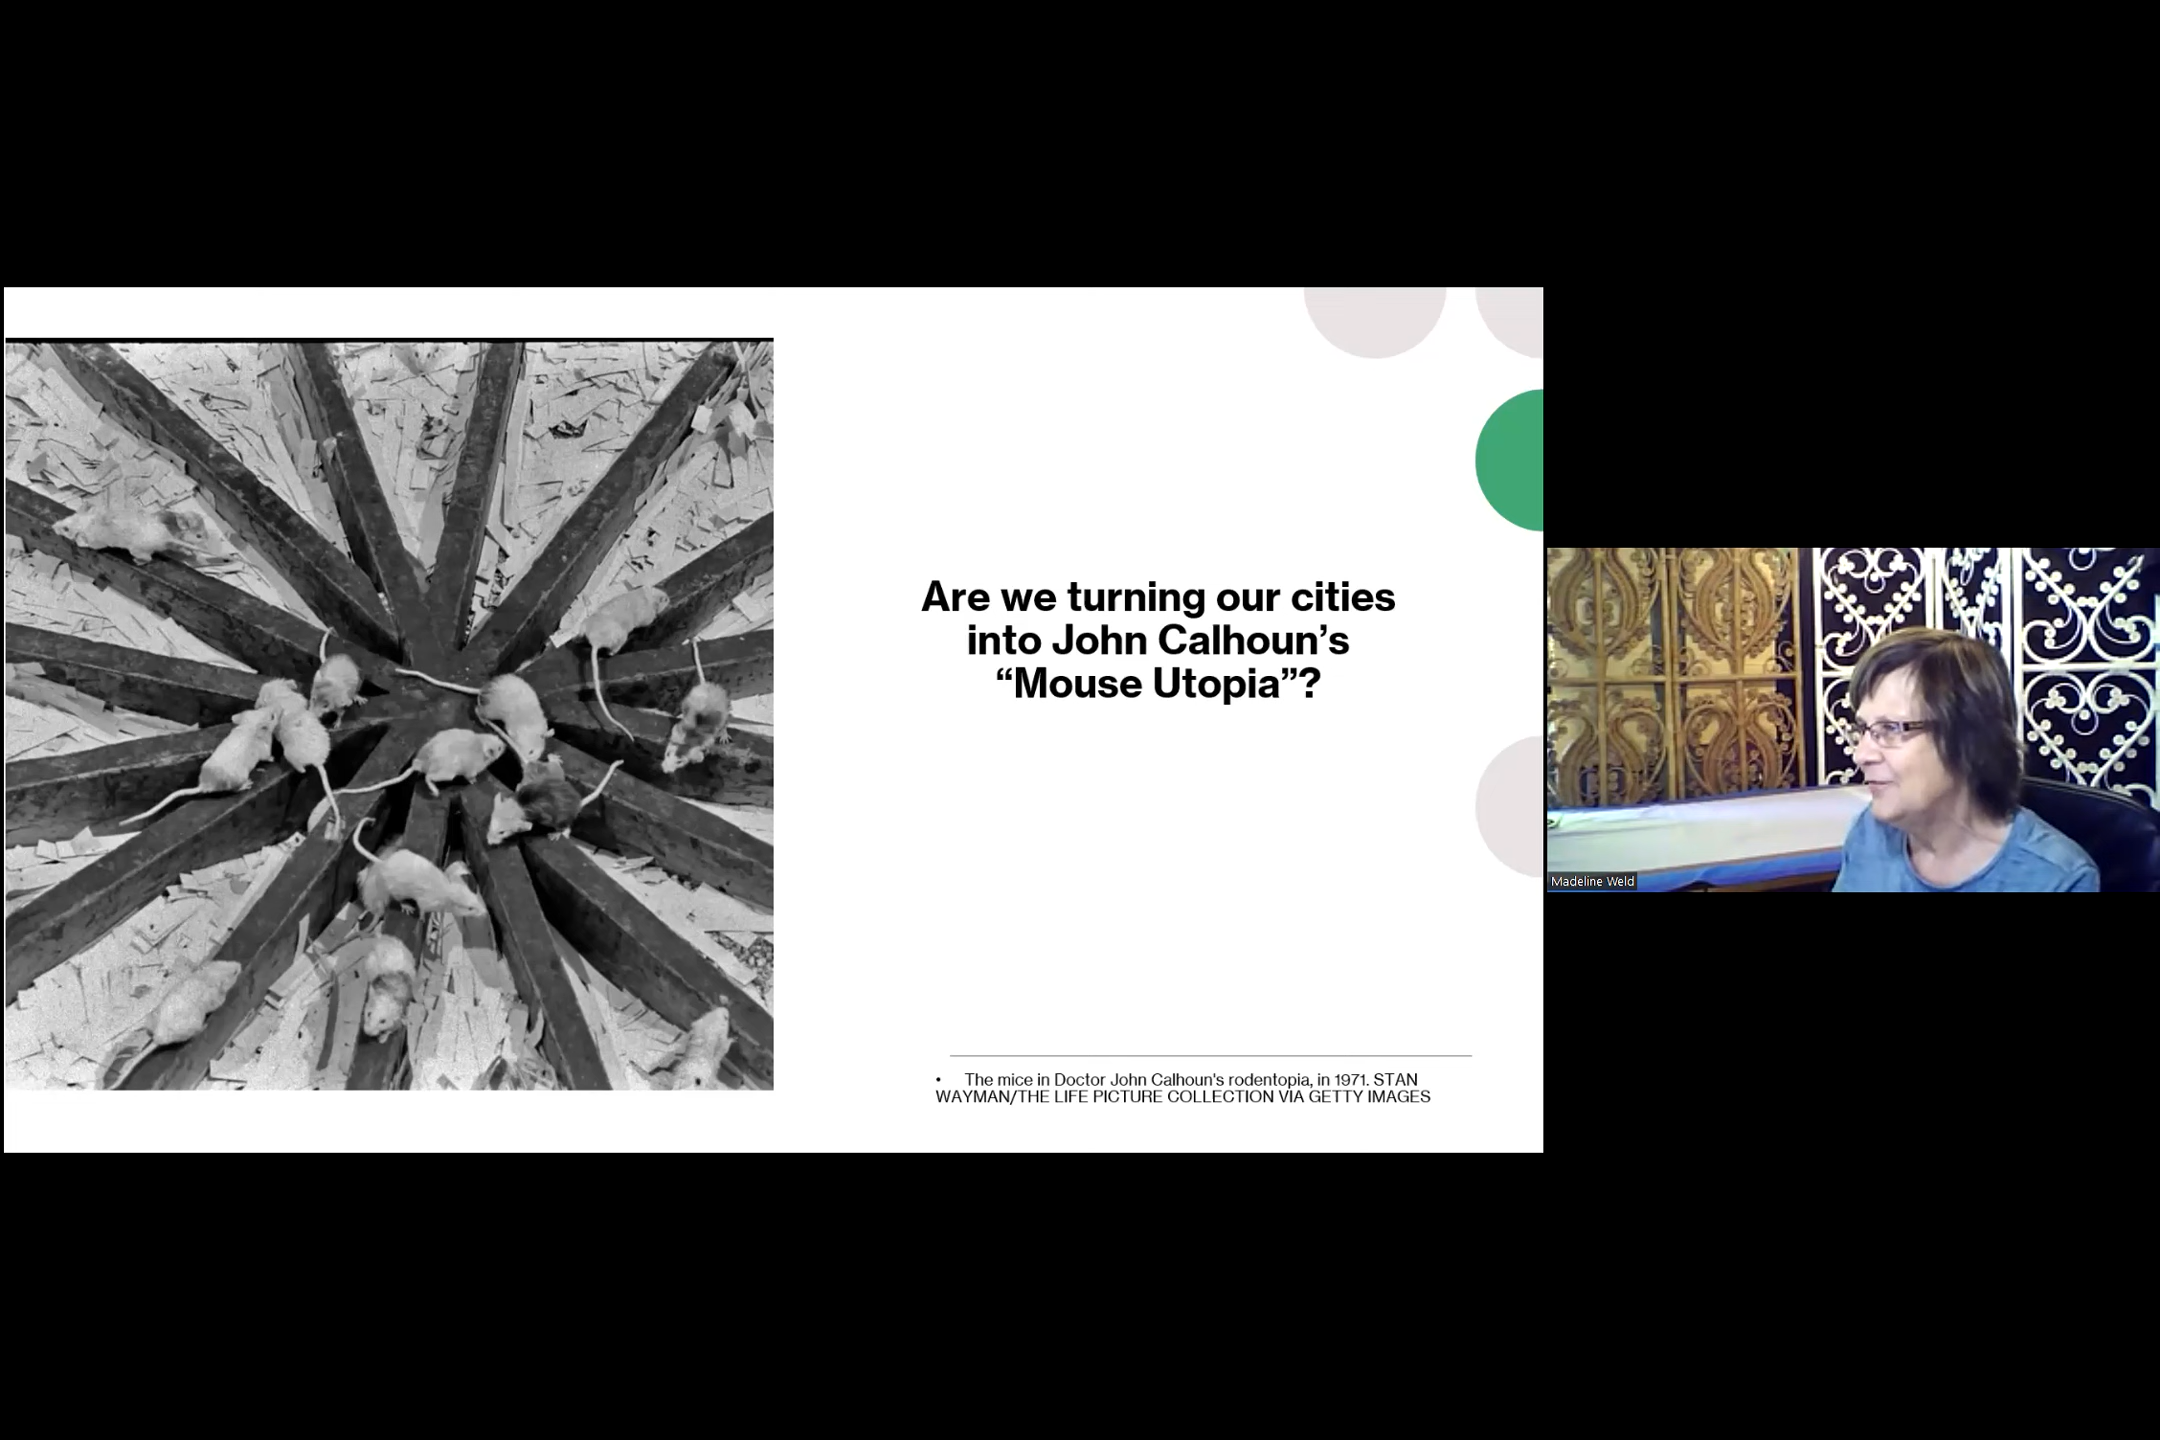 Are we turning our cities
into John Calhoun’s
“Mouse Utopia”?
• The mice in Doctor John Calhoun's rodentopia, in 1971. STAN
WAYMAN/THE LIFE PICTURE COLLECTION VIA GETTY IMAGES
Madeline Weld